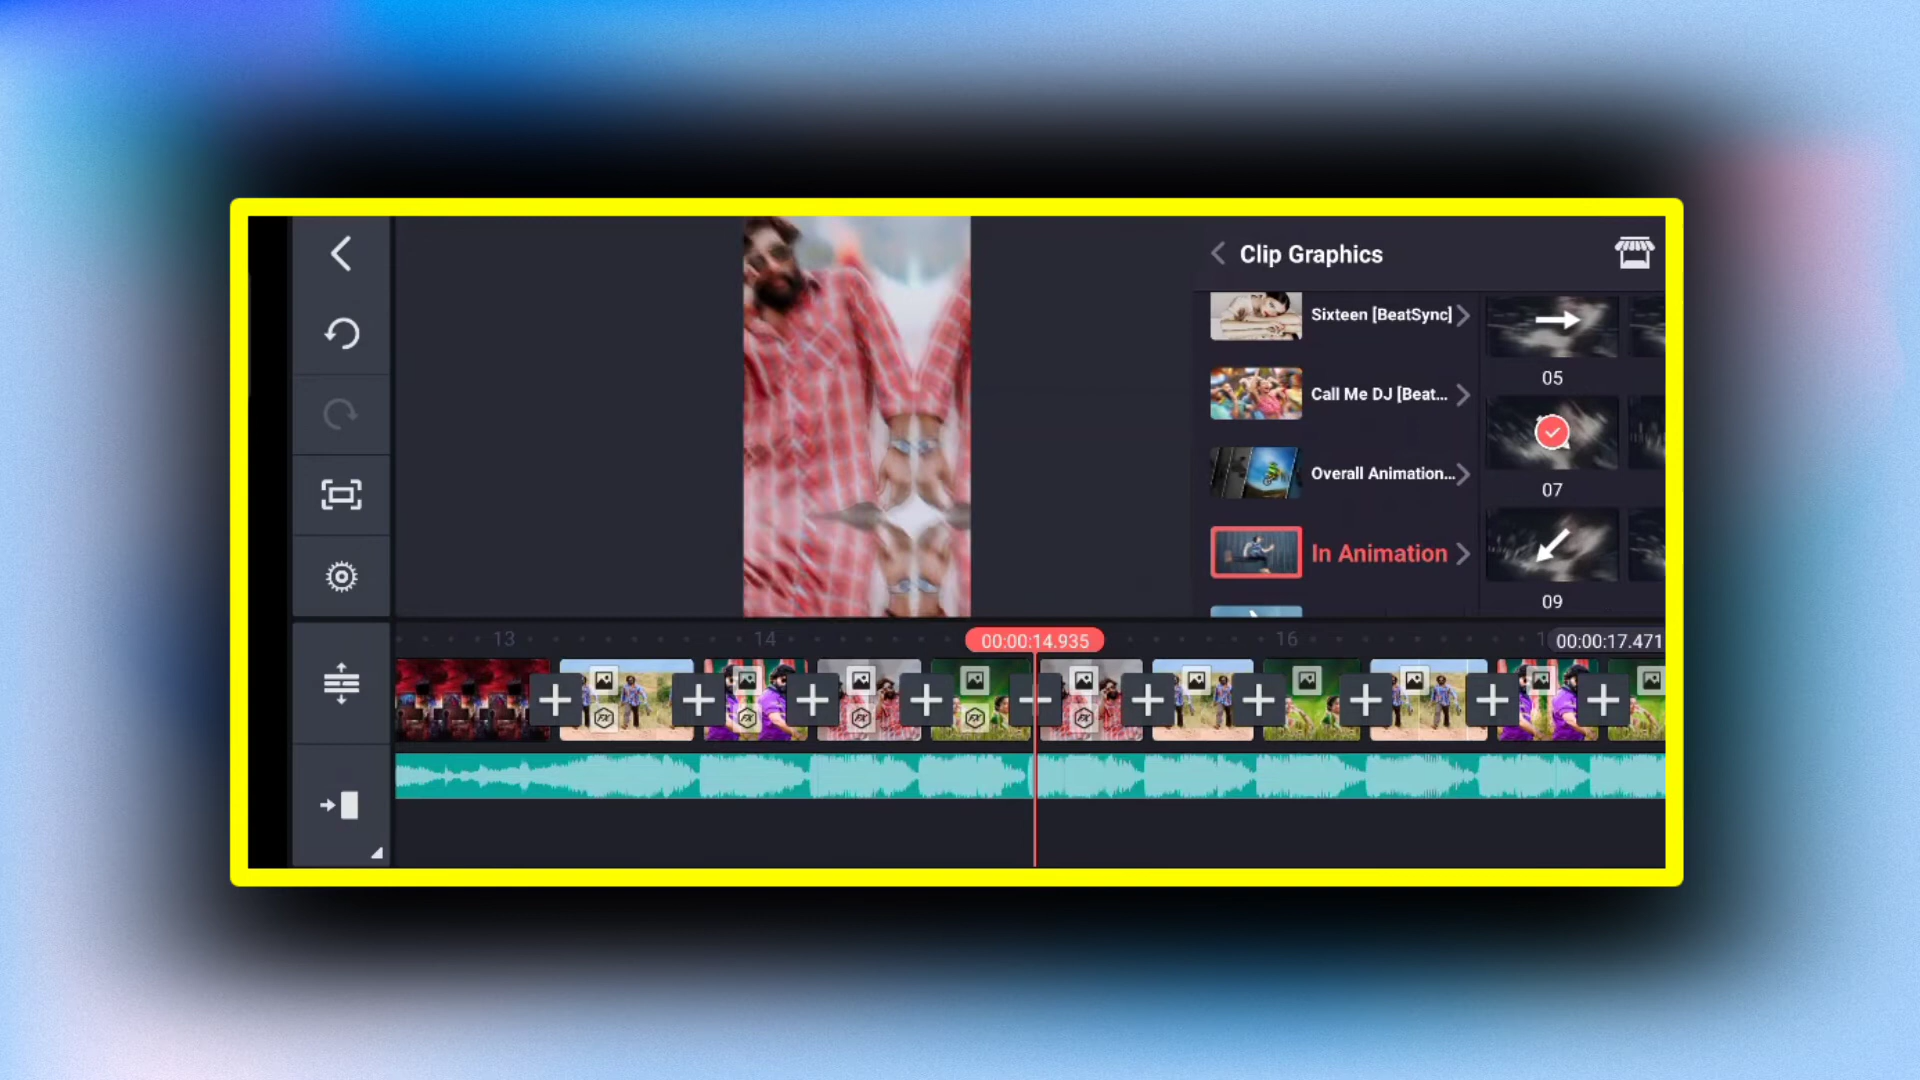 Clip Graphics
Sixteen [BeatSync]
05
Call Me DJ [Beat...
Overall Animation...
07
In Animation
09
13
14
00:00:14.935
16
00:00:17.471